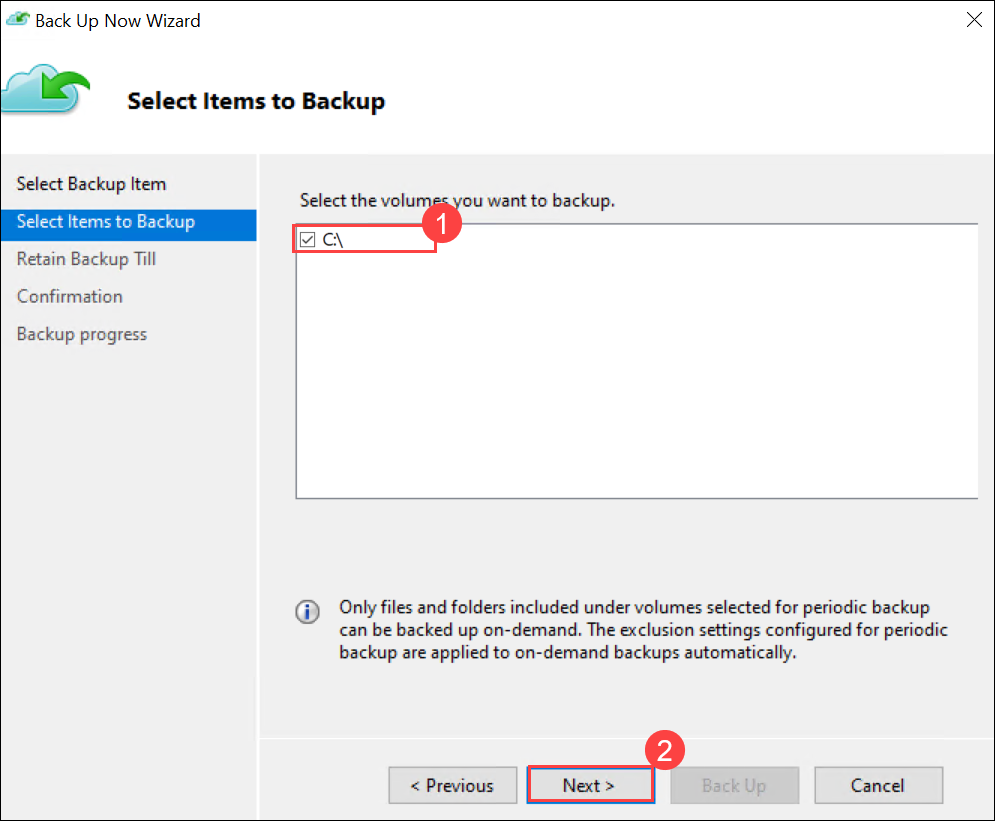 Back Up Now Wizard
Select Items to Backup
Select Backup Item
Select Items to Backup
Retain Backup Till
Confirmation
Backup progress
Select the volumes you want to backup.
1
C:\
Only files and folders included under volumes selected for periodic backup
can be backed up on-demand. The exclusion settings configured for periodic
backup are applied to on-demand backups automatically.
2
< Previous
Next >
Back Up
Cancel